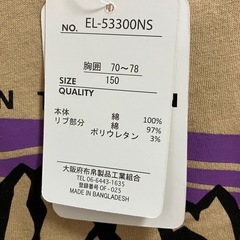 NO. EL-53300NS
胸囲 70～78
SIZE 150
QUALITY
本体 綿 100%
リブ部分 綿 97%
ポリウレタン 3%
大阪府布帛製品工業組合
TEL 06-6443-1635
登録番号 OF-025
MADE IN BANGLADESH